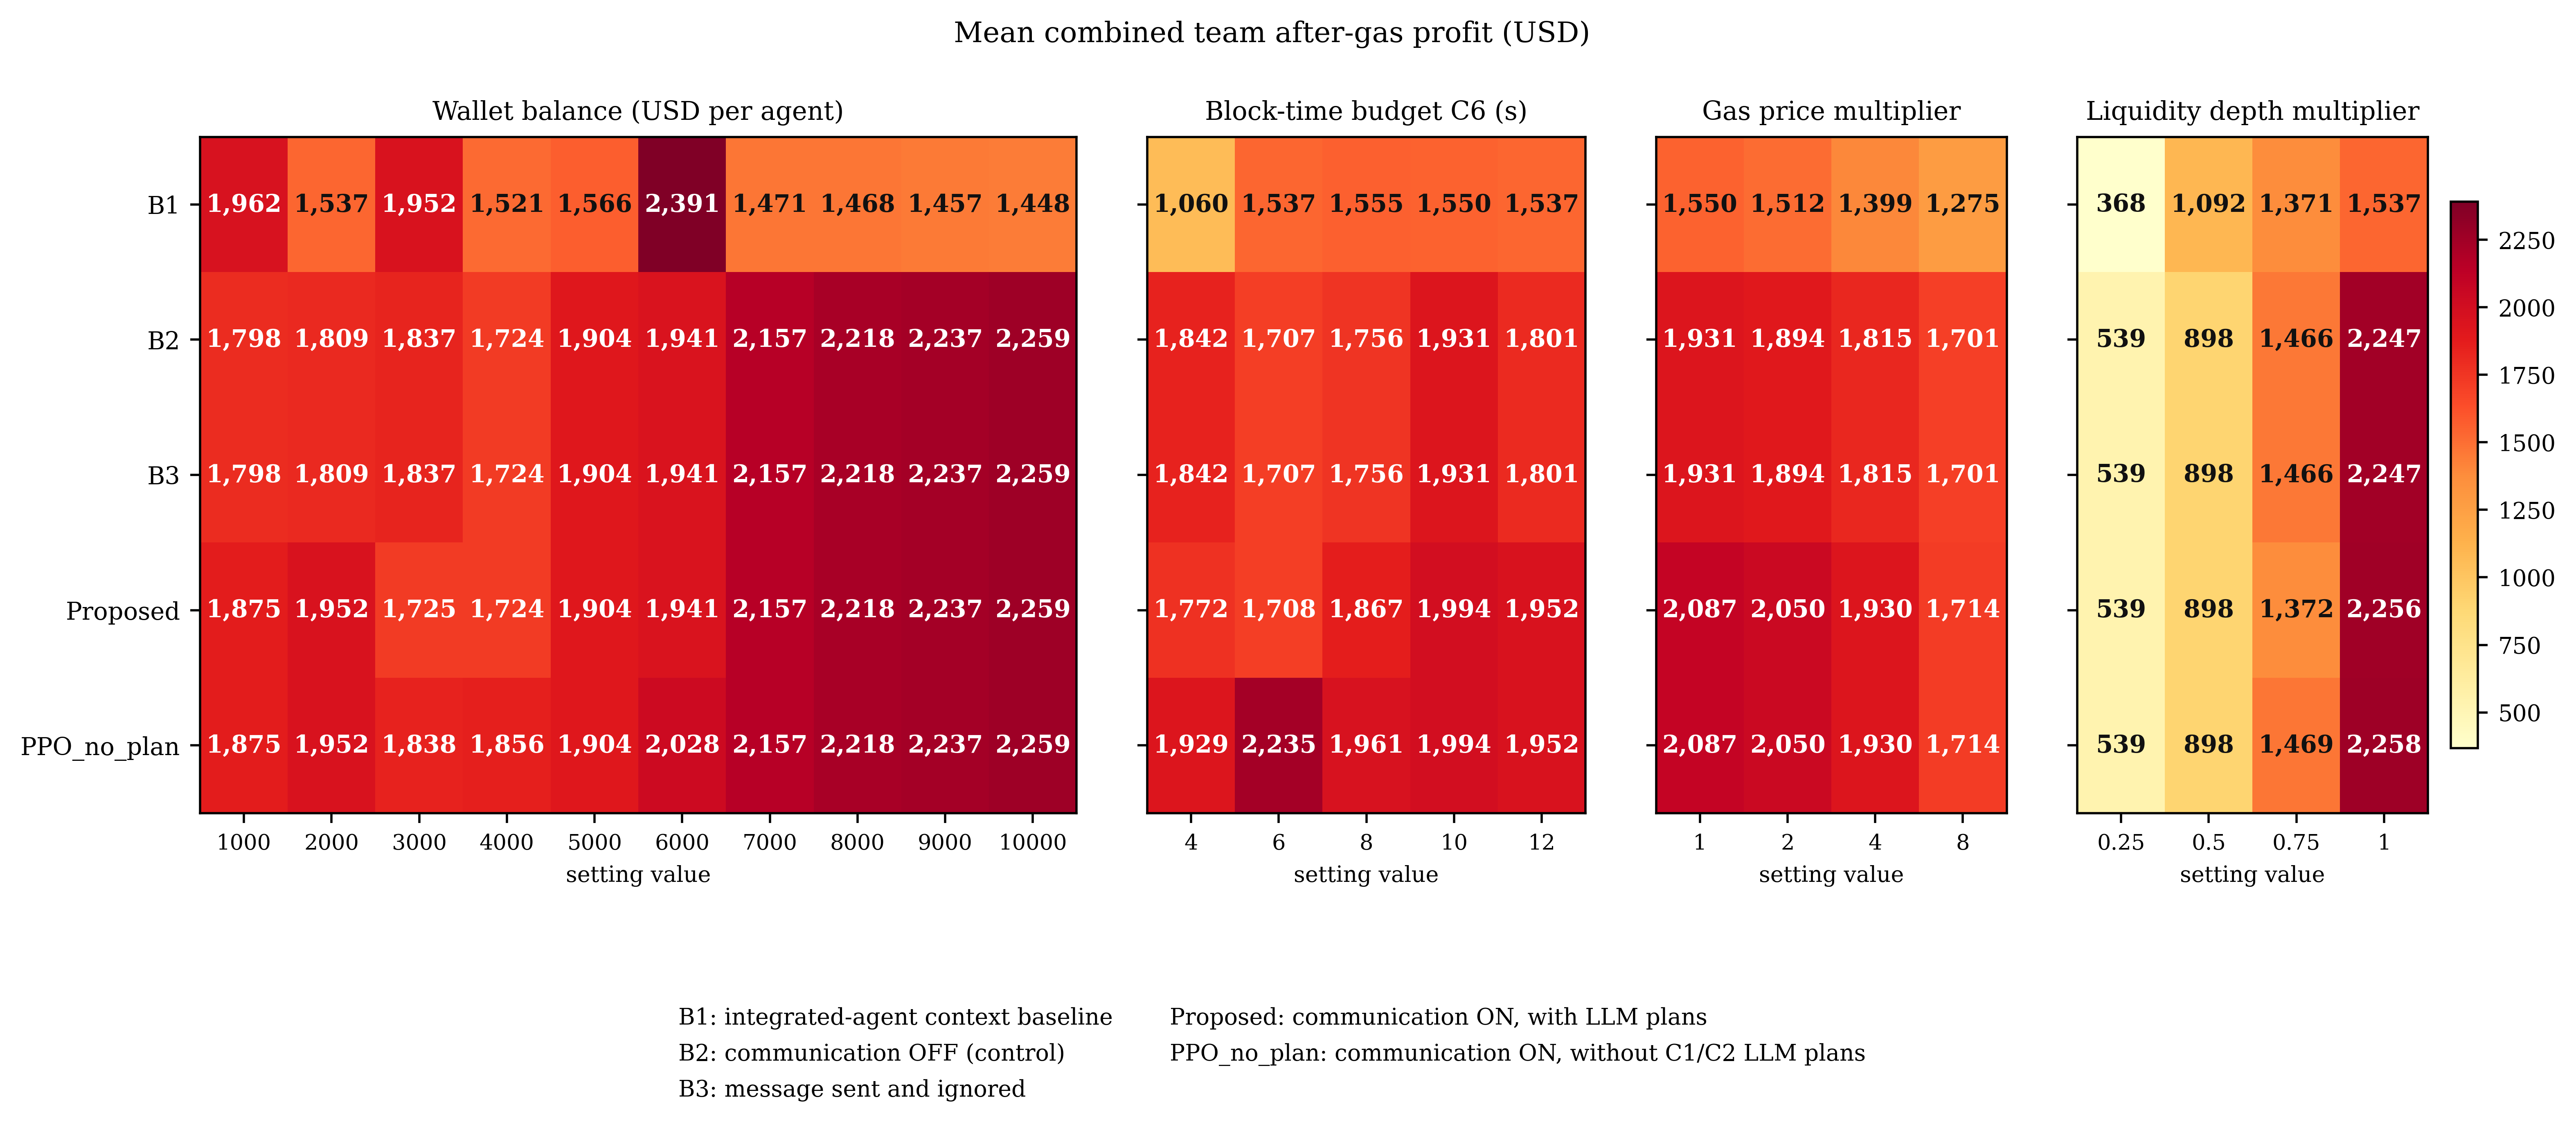 Mean combined team after-gas profit (USD)
Wallet balance (USD per agent)
Block-time budget C6 (s)
Gas price multiplier
Liquidity depth multiplier
B1 1,962 1,537 1,952 1,521 1,566 2,391 1,471 1,468 1,457 1,448 1,060 1,537 1,555 1,550 1,537 1,550 1,512 1,399 1,275 368 1,092 1,371 1,537
B2 1,798 1,809 1,837 1,724 1,904 1,941 2,157 2,218 2,237 2,259 1,842 1,707 1,756 1,931 1,801 1,931 1,894 1,815 1,701 539 898 1,466 2,247
B3 1,798 1,809 1,837 1,724 1,904 1,941 2,157 2,218 2,237 2,259 1,842 1,707 1,756 1,931 1,801 1,931 1,894 1,815 1,701 539 898 1,466 2,247
Proposed 1,875 1,952 1,725 1,724 1,904 1,941 2,157 2,218 2,237 2,259 1,772 1,708 1,867 1,994 1,952 2,087 2,050 1,930 1,714 539 898 1,372 2,256
PPO_no_plan 1,875 1,952 1,838 1,856 1,904 2,028 2,157 2,218 2,237 2,259 1,929 2,235 1,961 1,994 1,952 2,087 2,050 1,930 1,714 539 898 1,469 2,258
1000 2000 3000 4000 5000 6000 7000 8000 9000 10000
setting value
4 6 8 10 12
setting value
1 2 4 8
setting value
0.25 0.5 0.75 1
setting value
2250
2000
1750
1500
1250
1000
750
500
B1: integrated-agent context baseline
B2: communication OFF (control)
B3: message sent and ignored
Proposed: communication ON, with LLM plans
PPO_no_plan: communication ON, without C1/C2 LLM plans